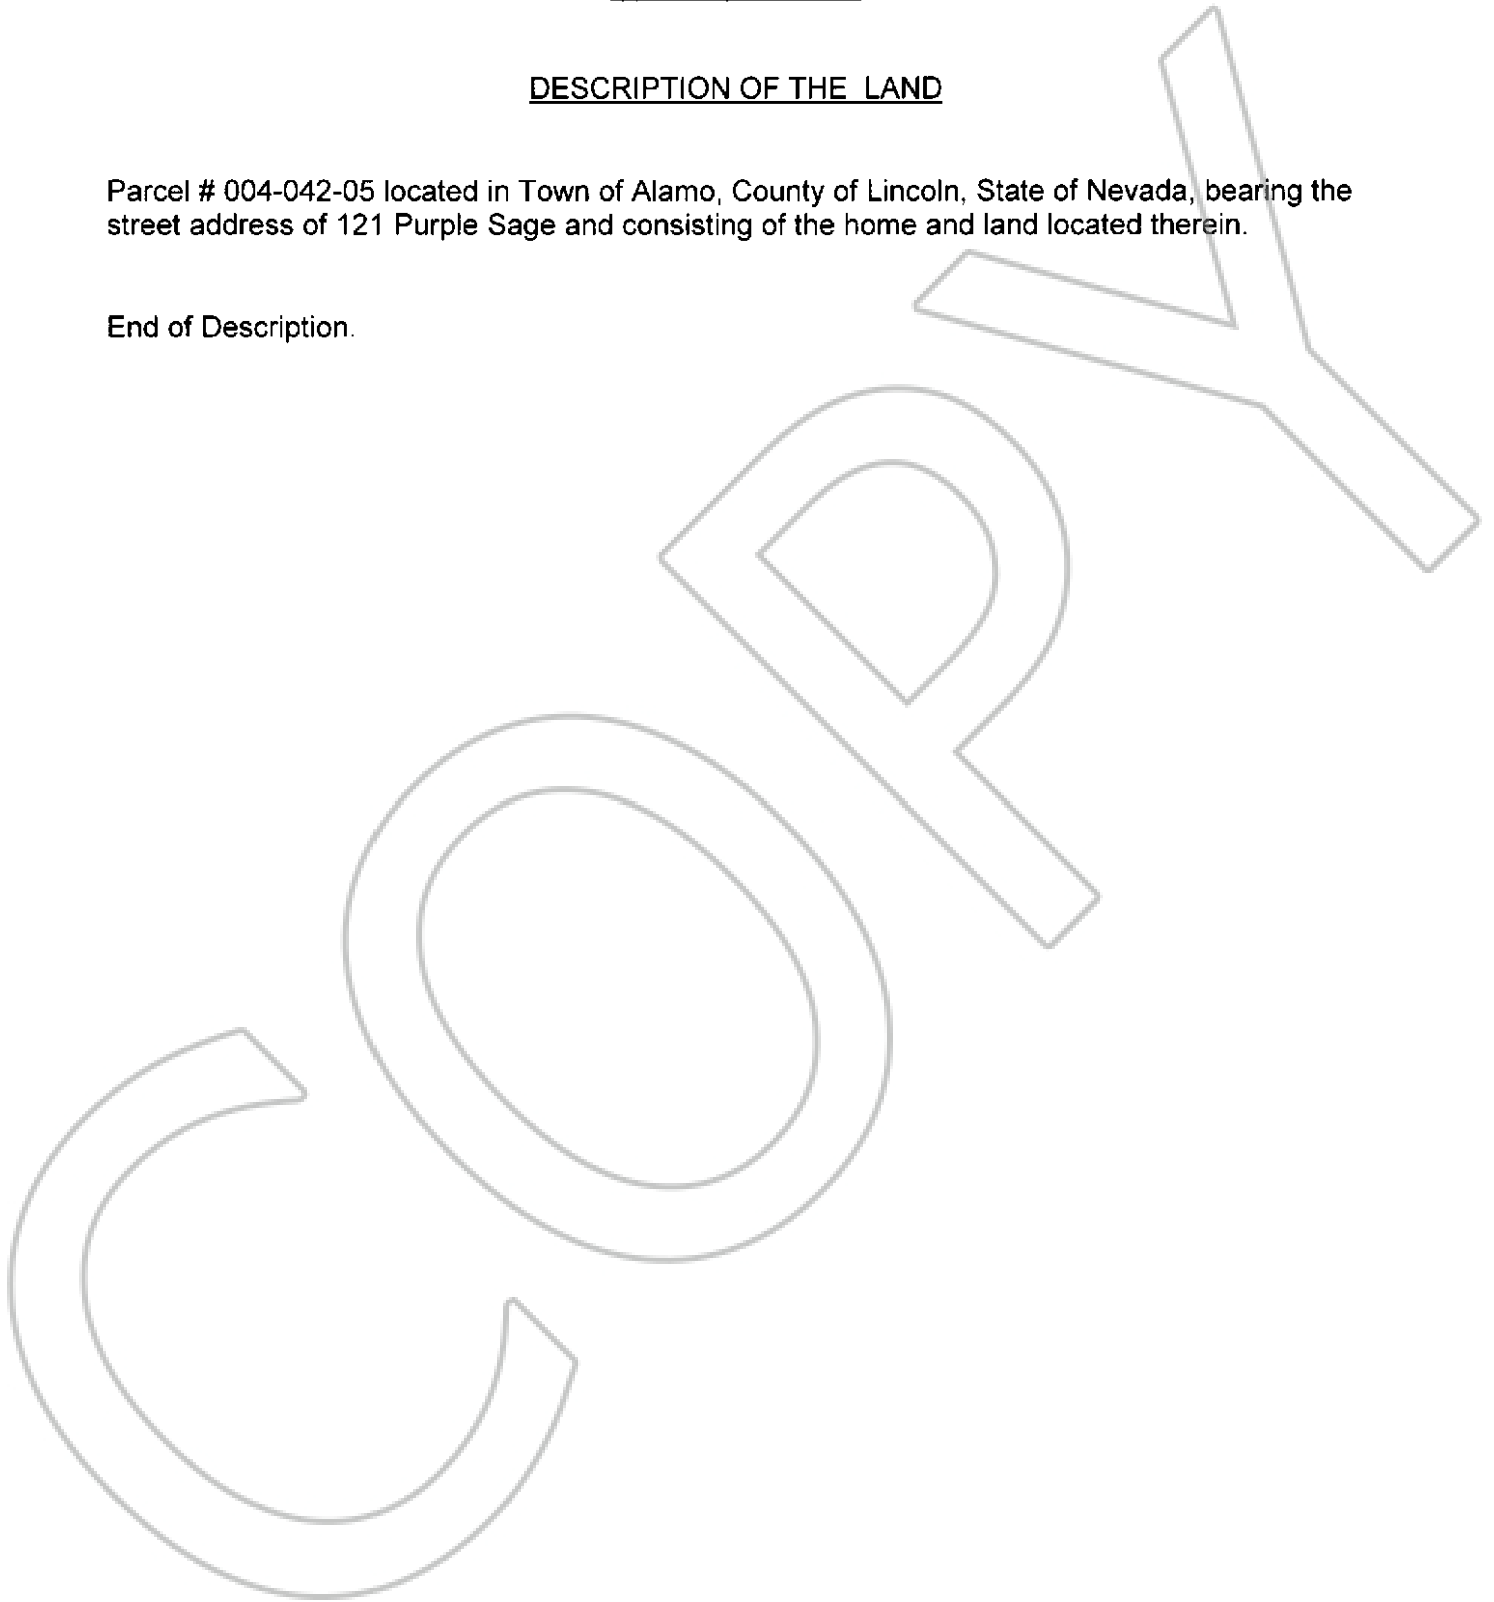 DESCRIPTION OF THE LAND
Parcel # 004-042-05 located in Town of Alamo, County of Lincoln, State of Nevada, bearing the
street address of 121 Purple Sage and consisting of the home and land located therein.
End of Description.
COPY